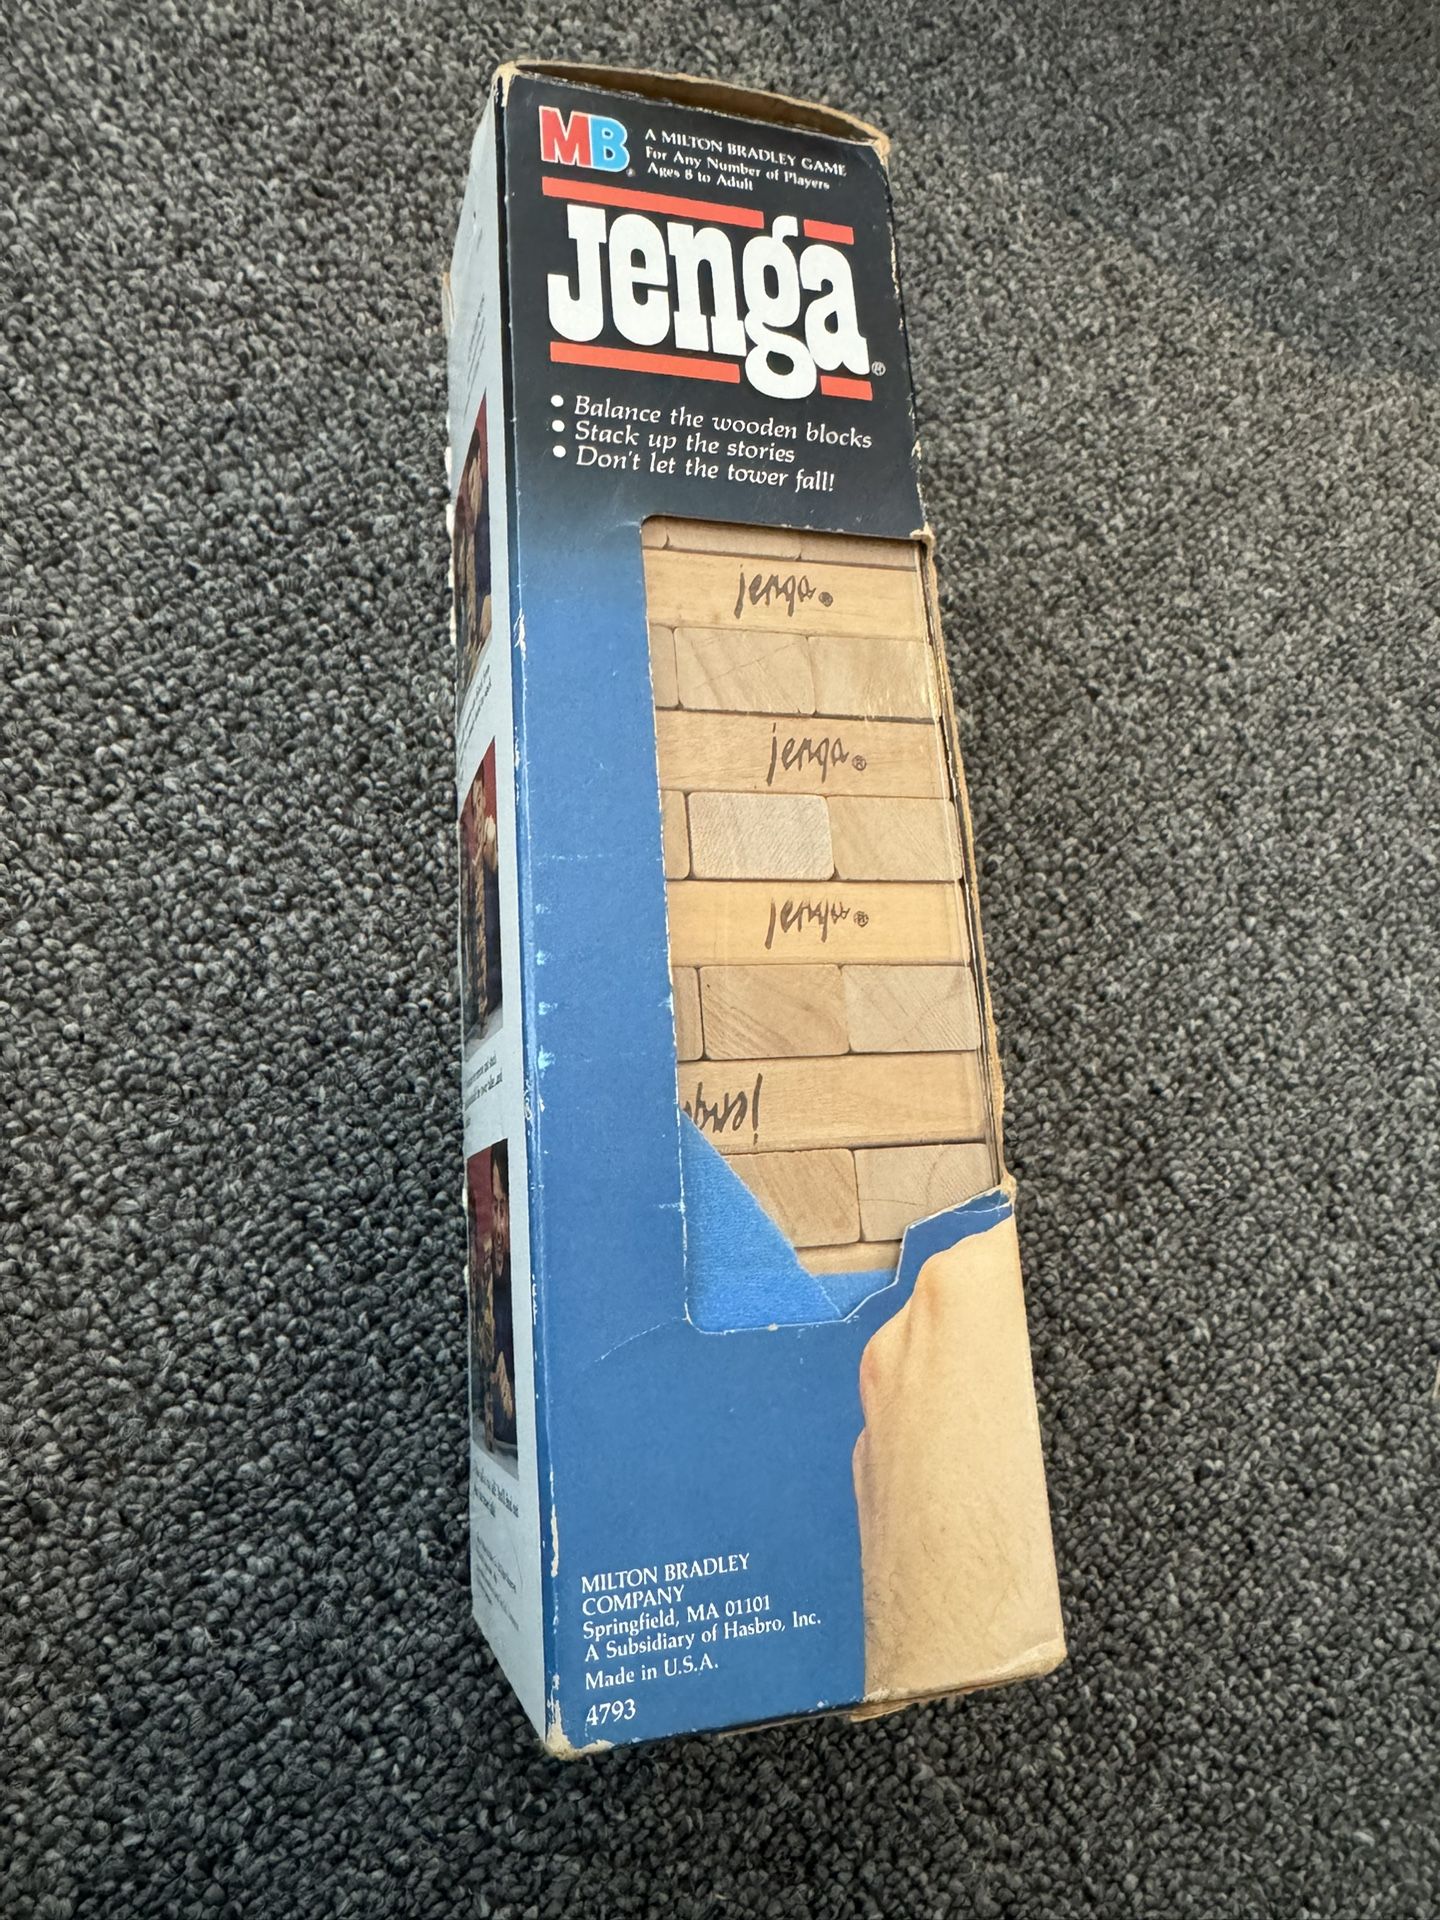 MB®
A MILTON BRADLEY GAME
For Any Number of Players
Ages 8 to Adult
Jenga®
• Balance the wooden blocks
• Stack up the stories
• Don't let the tower fall!
jenga®
jenga®
jenga®
jenga
MILTON BRADLEY
COMPANY
Springfield, MA 01101
A Subsidiary of Hasbro, Inc.
Made in U.S.A.
4793